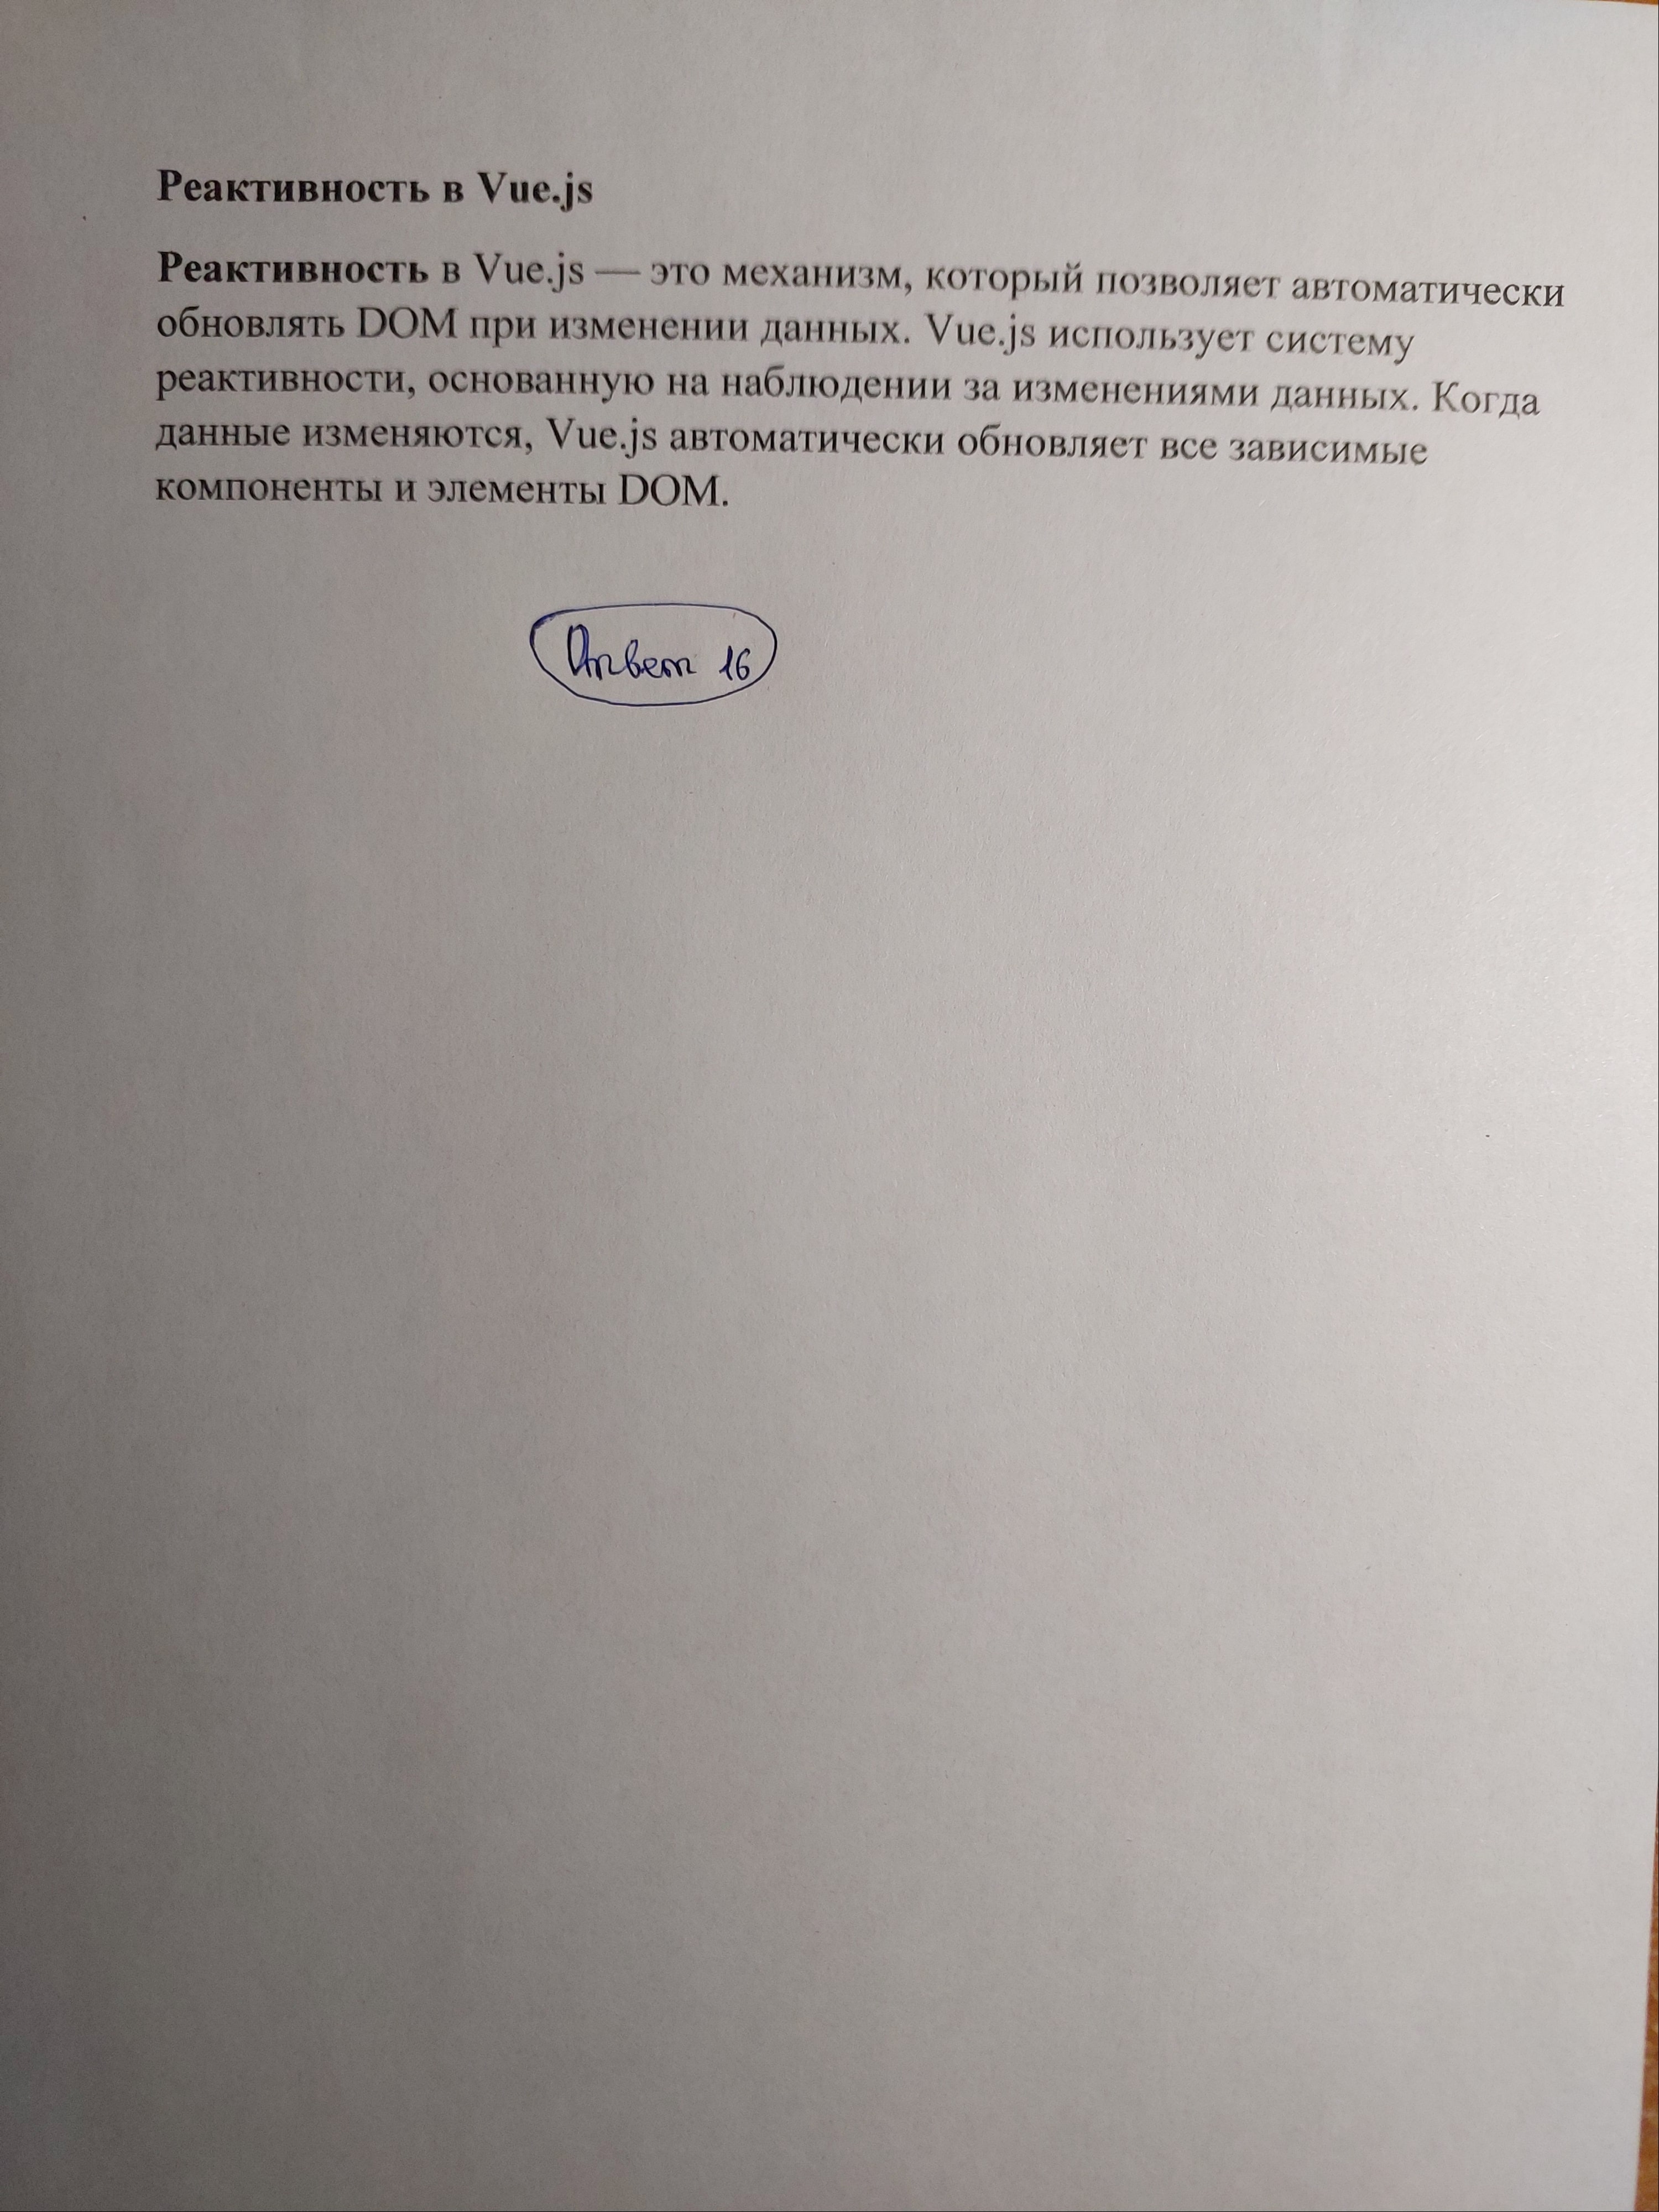 Реактивность в Vue.js
Реактивность в Vue.js — это механизм, который позволяет автоматически
обновлять DOM при изменении данных. Vue.js использует систему
реактивности, основанную на наблюдении за изменениями данных. Когда
данные изменяются, Vue.js автоматически обновляет все зависимые
компоненты и элементы DOM.
Ответ 16